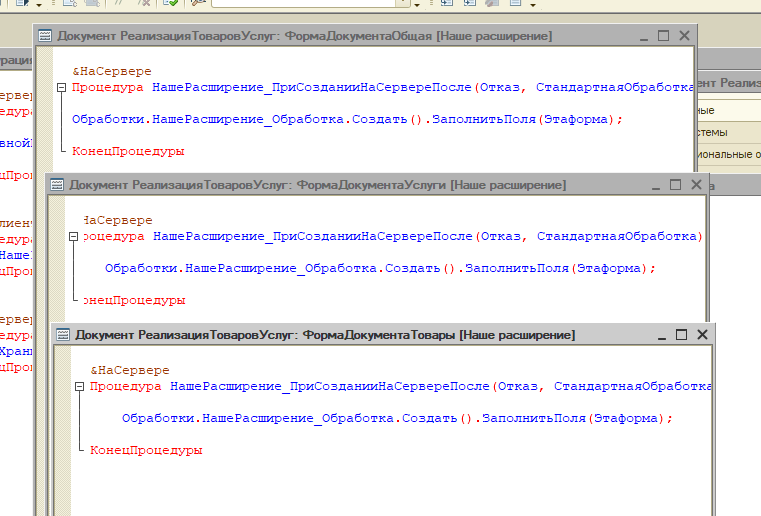 Документ РеализацияТоваровУслуг: ФормаДокументаОбщая [Наше расширение]
&НаСервере
Процедура НашеРасширение_ПриСозданииНаСервереПосле(Отказ, СтандартнаяОбработка
Обработки.НашеРасширение_Обработка.Создать().ЗаполнитьПоля(Этаформа);
КонецПроцедуры
Документ РеализацияТоваровУслуг: ФормаДокументаУслуги [Наше расширение]
НаСервере
роцедура НашеРасширение_ПриСозданииНаСервереПосле(Отказ, СтандартнаяОбработка)
Обработки.НашеРасширение_Обработка.Создать().ЗаполнитьПоля(Этаформа);
онецПроцедуры
Документ РеализацияТоваровУслуг: ФормаДокументаТовары [Наше расширение]
&НаСервере
Процедура НашеРасширение_ПриСозданииНаСервереПосле(Отказ, СтандартнаяОбработка
Обработки.НашеРасширение_Обработка.Создать().ЗаполнитьПоля(Этаформа);
КонецПроцедуры
ент Реализ
ные
стемы
иональные о